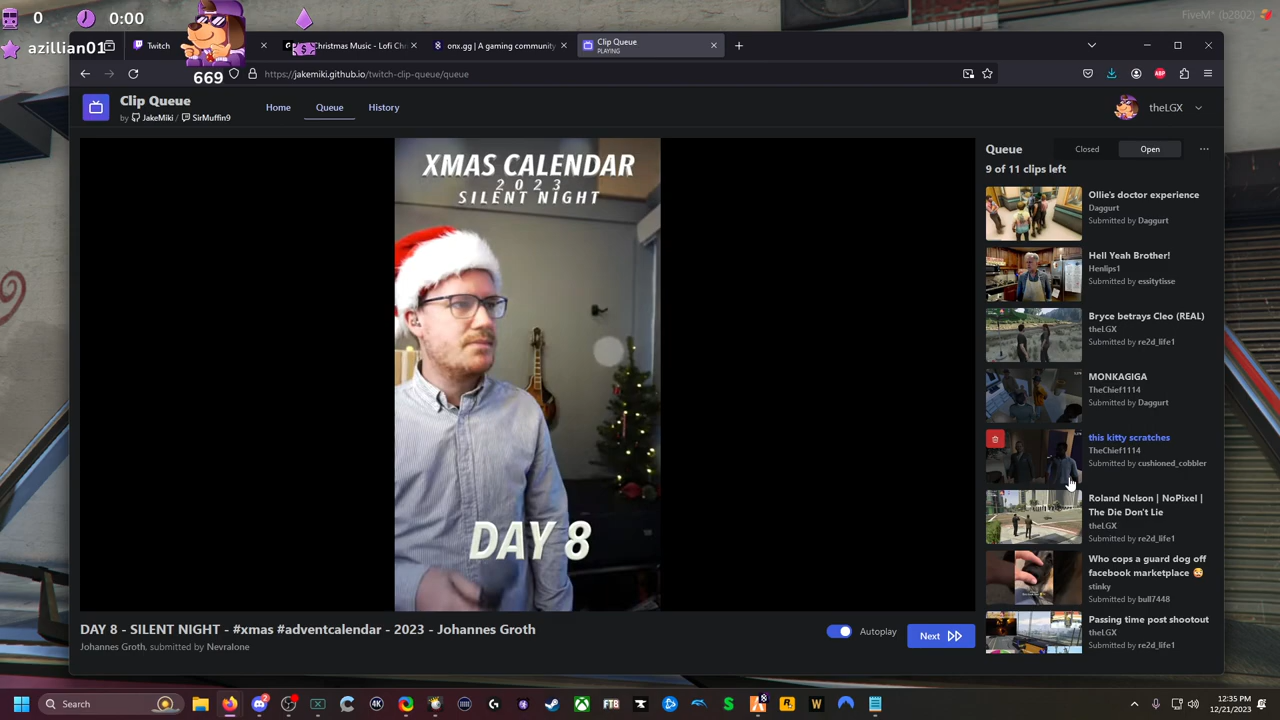 0 0:00
FiveM* (b2802)
azillian01
669
Twitch
Christmas Music - Lofi Ch
onx.gg | A gaming community
Clip Queue
PLAYING
https://jakemiki.github.io/twitch-clip-queue/queue
ABP
Clip Queue
by JakeMiki / SirMuffin9
Home
Queue
History
theLGX
XMAS CALENDAR
2023
SILENT NIGHT
DAY 8
Queue
Closed
Open
9 of 11 clips left
Ollie's doctor experience
Daggurt
Submitted by Daggurt
Hell Yeah Brother!
Henlips1
Submitted by essitytisse
Bryce betrays Cleo (REAL)
theLGX
Submitted by re2d_life1
MONKAGIGA
TheChief1114
Submitted by Daggurt
this kitty scratches
TheChief1114
Submitted by cushioned_cobbler
Roland Nelson | NoPixel |
The Die Don't Lie
theLGX
Submitted by re2d_life1
Who cops a guard dog off
facebook marketplace 🧐
stinky
Submitted by bull7448
Passing time post shootout
theLGX
Submitted by re2d_life1
DAY 8 - SILENT NIGHT - #xmas #adventcalendar - 2023 - Johannes Groth
Johannes Groth, submitted by Nevralone
Autoplay
Next
Search
4K
FTB
12:35 PM
12/21/2023